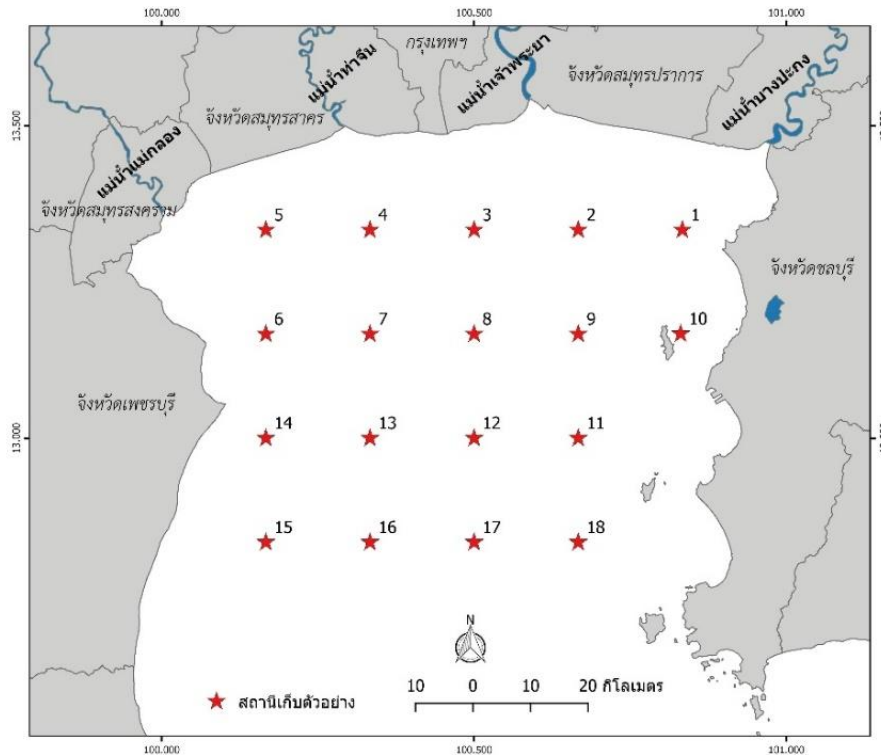 100.000 100.500 101.000
กรุงเทพฯ
แม่น้ำท่าจีน
แม่น้ำเจ้าพระยา
จังหวัดสมุทรปราการ
แม่น้ำบางปะกง
จังหวัดสมุทรสาคร
13.500
แม่น้ำแม่กลอง
จังหวัดสมุทรสงคราม
5 4 3 2 1
จังหวัดชลบุรี
6 7 8 9 10
จังหวัดเพชรบุรี
14 13 12 11
13.000
15 16 17 18
N
สถานีเก็บตัวอย่าง
10 0 10 20 กิโลเมตร
100.000 100.500 101.000